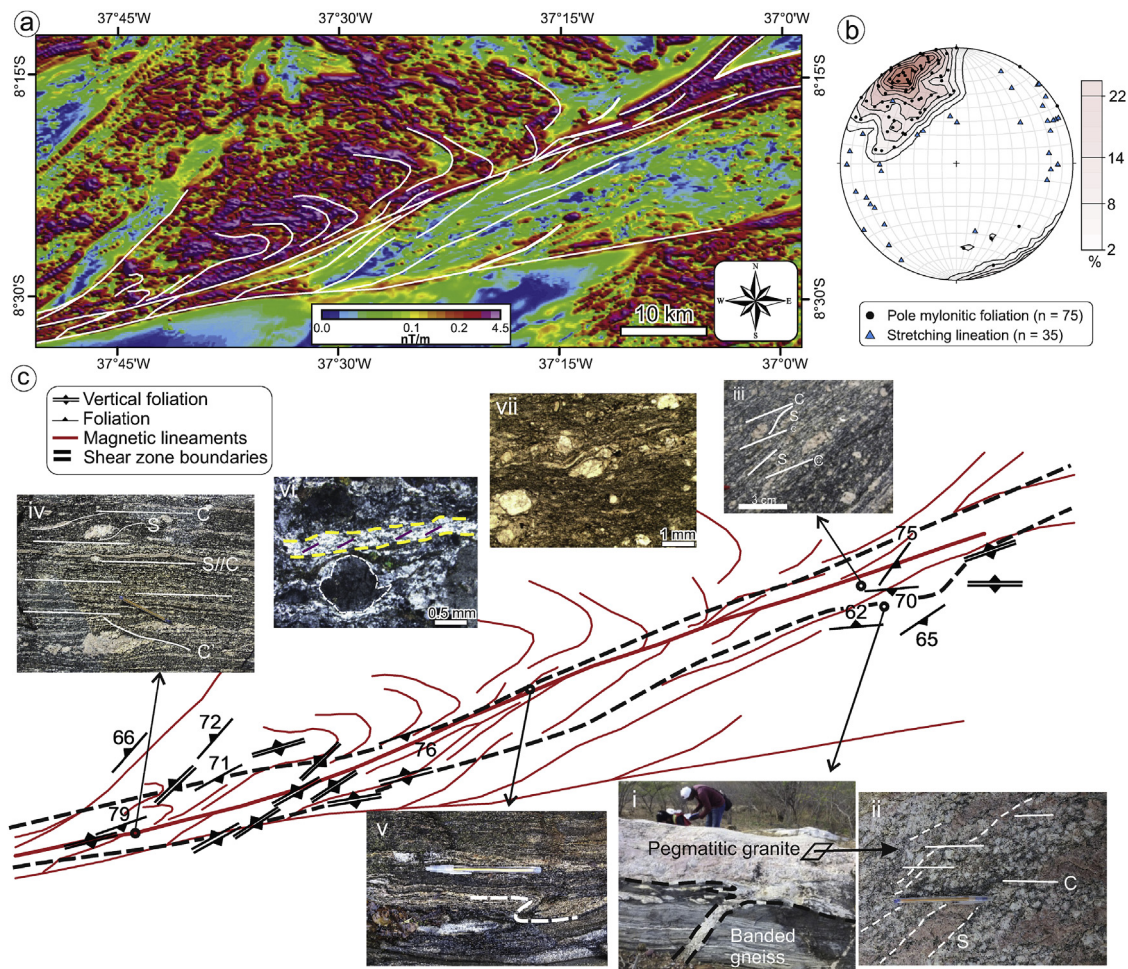 a
37°45'W 37°30'W 37°15'W 37°0'W
8°15'S 8°15'S
8°30'S 8°30'S
0.0 0.1 0.2 4.5
nT/m
10 km
N
W E
S
37°45'W 37°30'W 37°15'W 37°0'W
b
22
14
8
2
%
Pole mylonitic foliation (n = 75)
Stretching lineation (n = 35)
c
Vertical foliation
Foliation
Magnetic lineaments
Shear zone boundaries
iv
C
S
S//C
C'
vi
0.5 mm
vii
1 mm
iii
C
S
S
C
3 cm
75
70
62
65
66
72
71
76
79
v
i
Pegmatitic granite
Banded
gneiss
ii
C
S